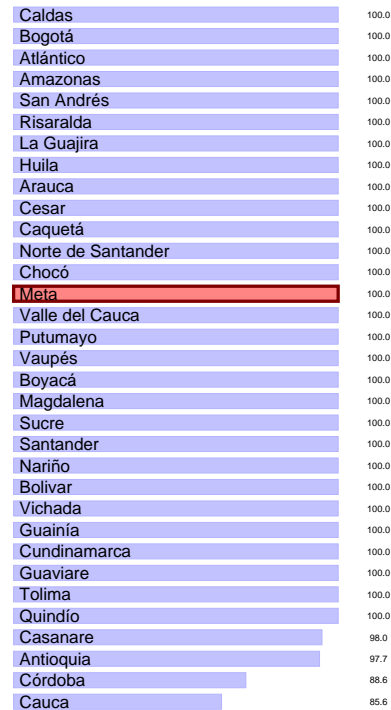 Caldas 100.0
Bogotá 100.0
Atlántico 100.0
Amazonas 100.0
San Andrés 100.0
Risaralda 100.0
La Guajira 100.0
Huila 100.0
Arauca 100.0
Cesar 100.0
Caquetá 100.0
Norte de Santander 100.0
Chocó 100.0
Meta 100.0
Valle del Cauca 100.0
Putumayo 100.0
Vaupés 100.0
Boyacá 100.0
Magdalena 100.0
Sucre 100.0
Santander 100.0
Nariño 100.0
Bolivar 100.0
Vichada 100.0
Guainía 100.0
Cundinamarca 100.0
Guaviare 100.0
Tolima 100.0
Quindío 100.0
Casanare 98.0
Antioquia 97.7
Córdoba 88.6
Cauca 85.6